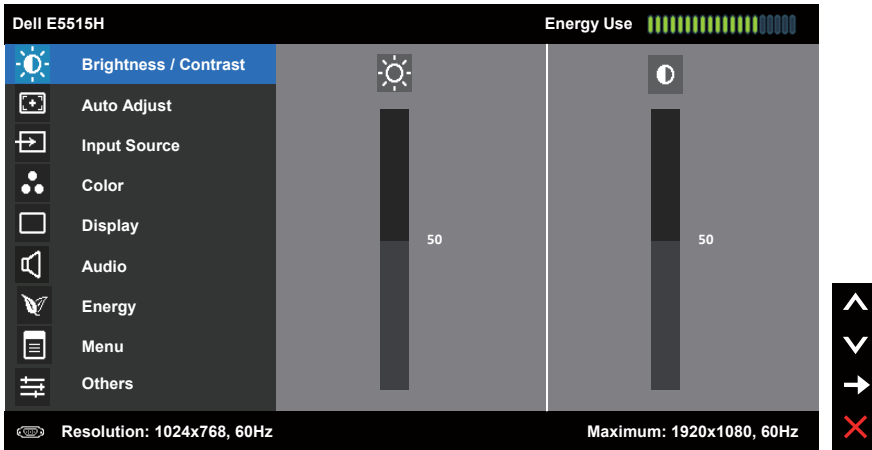 Dell E5515H
Energy Use
Brightness / Contrast
Auto Adjust
Input Source
Color
Display
Audio
Energy
Menu
Others
50
50
Resolution: 1024x768, 60Hz
Maximum: 1920x1080, 60Hz